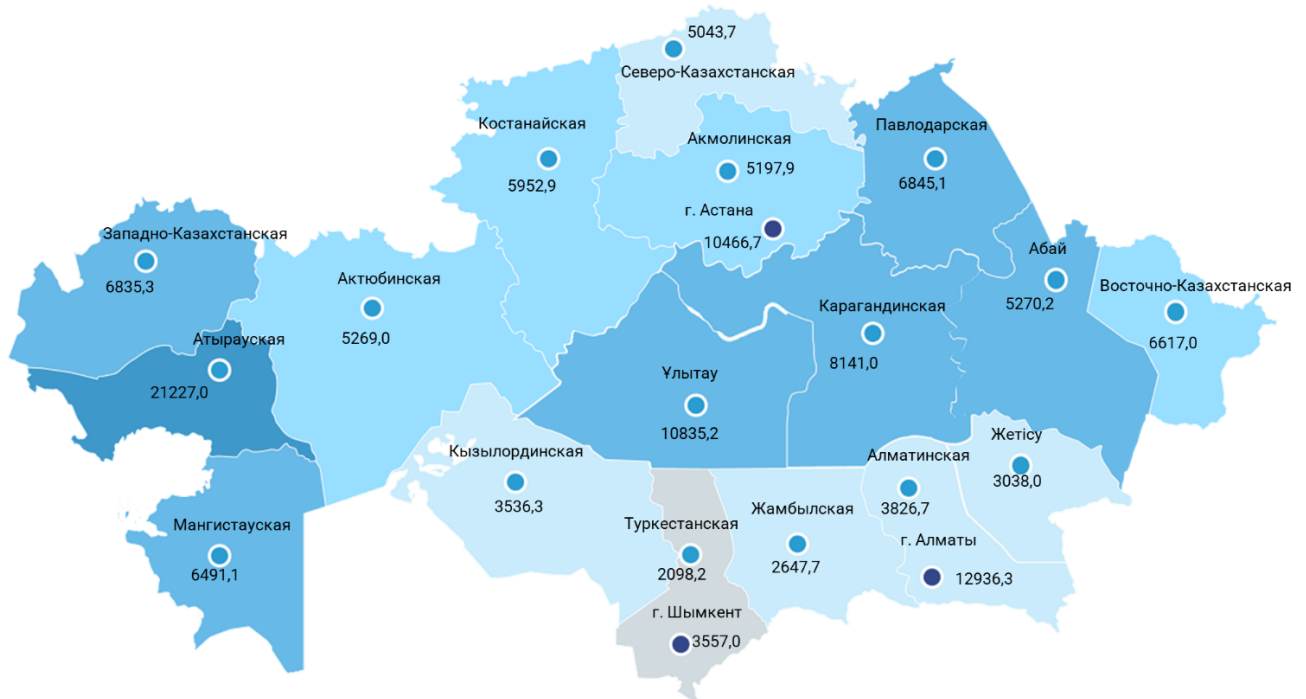 5043,7
Северо-Казахстанская
Костанайская
5952,9
Акмолинская
5197,9
г. Астана
10466,7
Павлодарская
6845,1
Западно-Казахстанская
6835,3
Актюбинская
5269,0
Атырауская
21227,0
Абай
5270,2
Восточно-Казахстанская
6617,0
Карагандинская
8141,0
Ұлытау
10835,2
Кызылординская
3536,3
Мангистауская
6491,1
Туркестанская
2098,2
г. Шымкент
3557,0
Жамбылская
2647,7
Алматинская
3826,7
г. Алматы
12936,3
Жетісу
3038,0